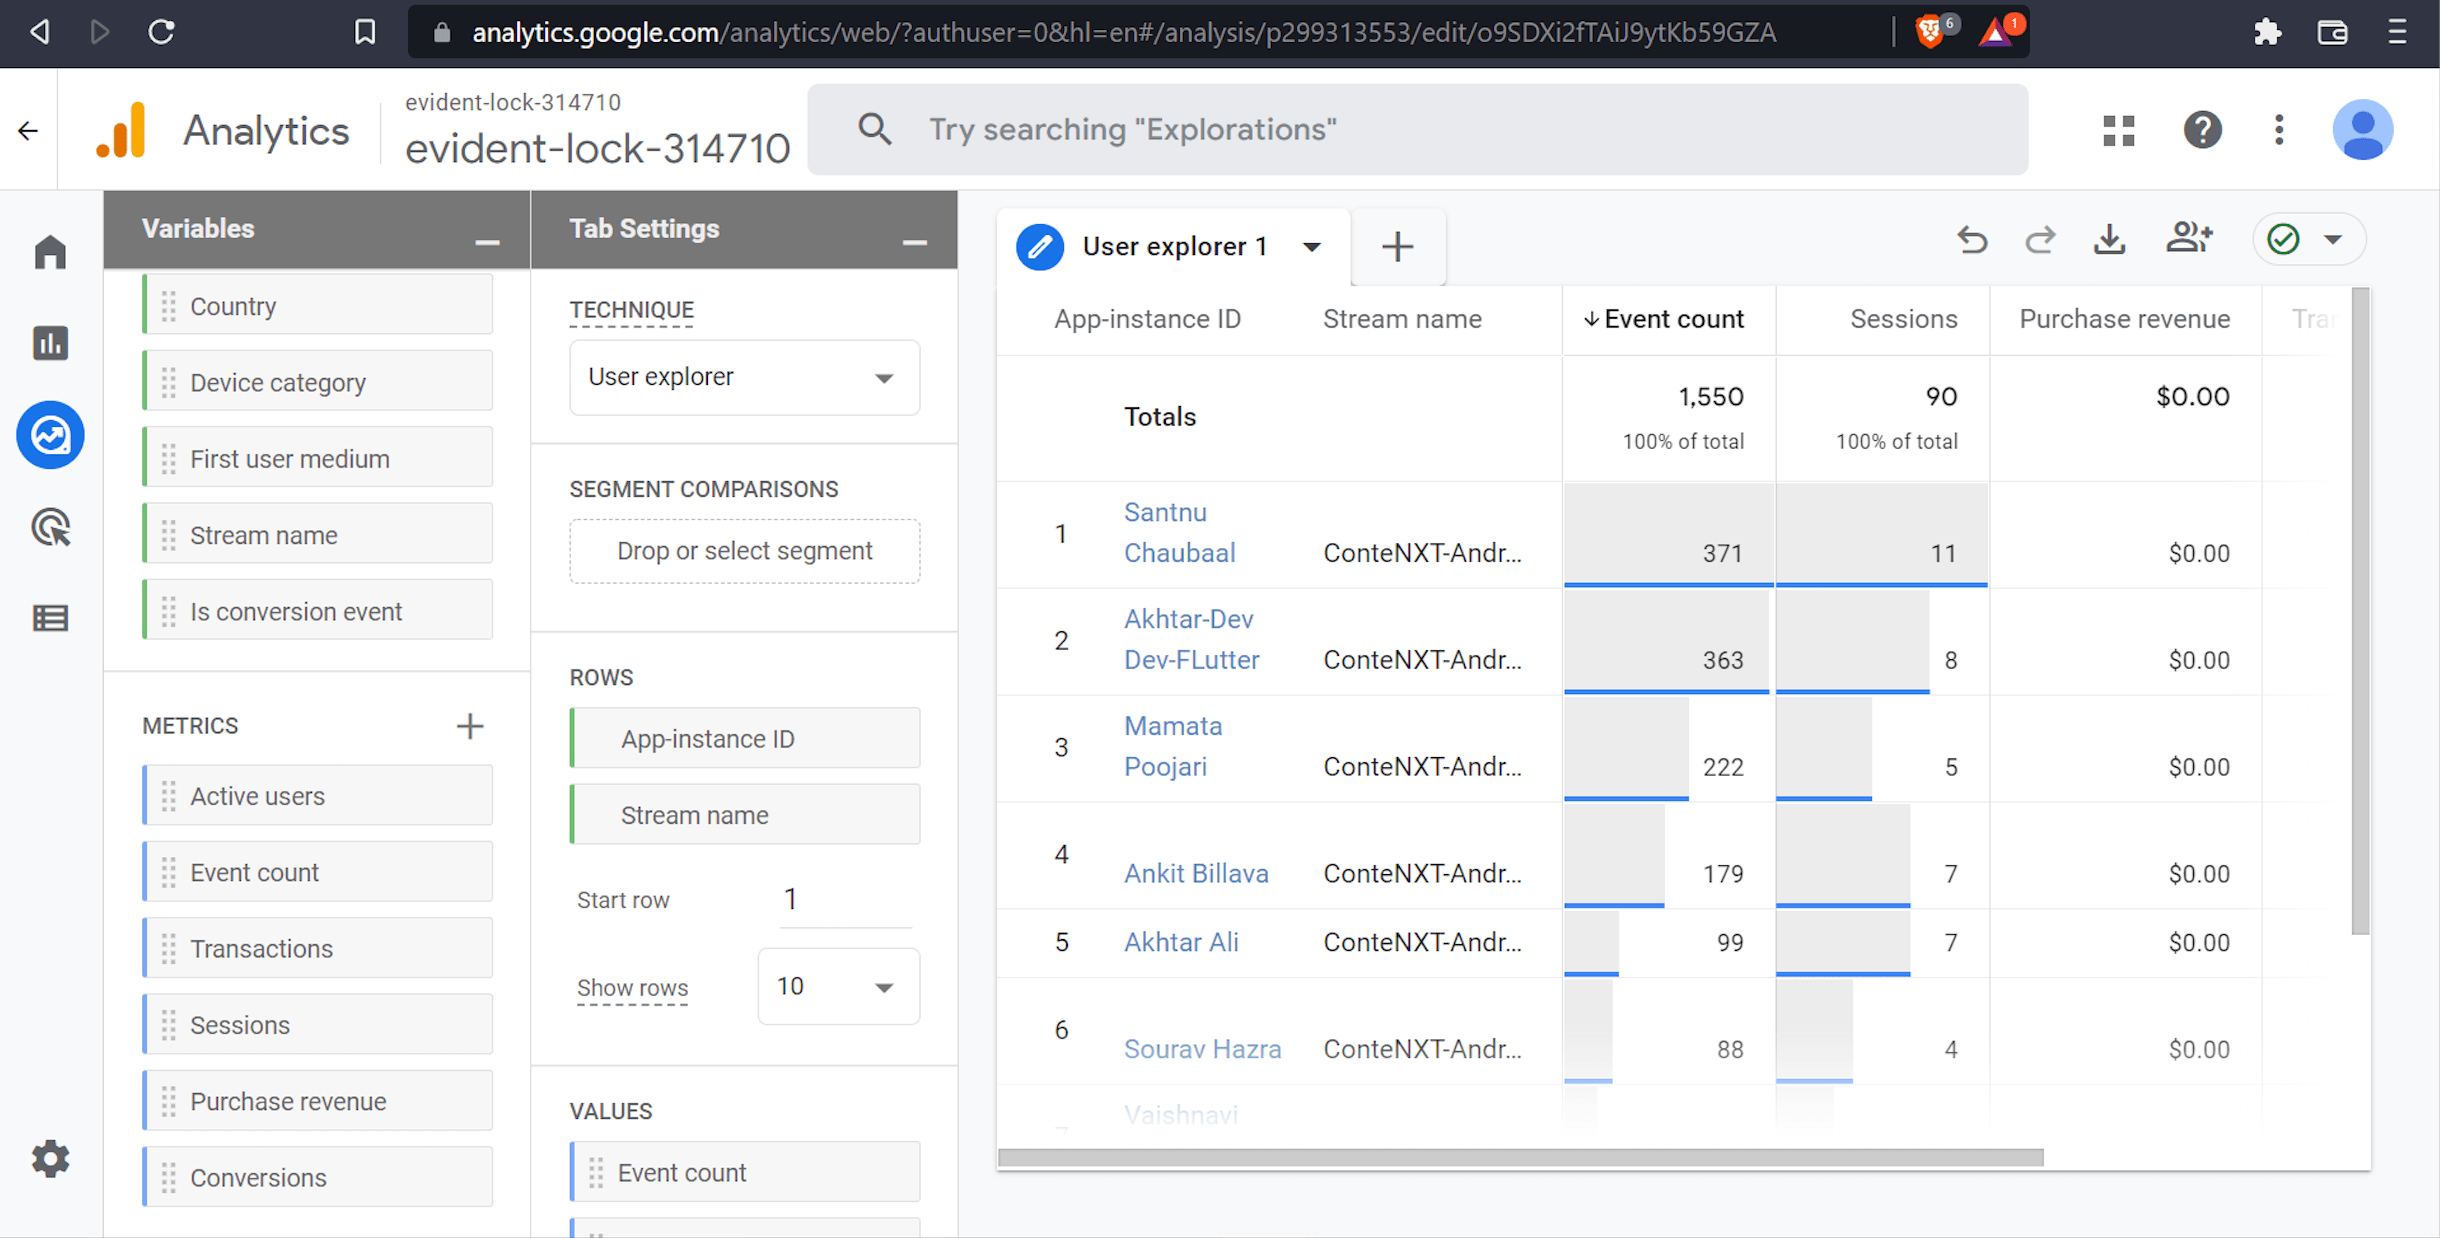 analytics.google.com/analytics/web/?authuser=0&hl=en#/analysis/p299313553/edit/o9SDXi2fTAiJ9ytKb59GZA
6
1
Analytics
evident-lock-314710
evident-lock-314710
Try searching "Explorations"
Variables
Country
Device category
First user medium
Stream name
Is conversion event
METRICS
Active users
Event count
Transactions
Sessions
Purchase revenue
Conversions
Tab Settings
TECHNIQUE
User explorer
SEGMENT COMPARISONS
Drop or select segment
ROWS
App-instance ID
Stream name
Start row 1
Show rows 10
VALUES
Event count
User explorer 1
App-instance ID Stream name Event count Sessions Purchase revenue Tra
Totals 1,550 90 $0.00
100% of total 100% of total
1 Santnu
Chaubaal ConteNXT-Andr... 371 11 $0.00
2 Akhtar-Dev
Dev-FLutter ConteNXT-Andr... 363 8 $0.00
3 Mamata
Poojari ConteNXT-Andr... 222 5 $0.00
4 Ankit Billava ConteNXT-Andr... 179 7 $0.00
5 Akhtar Ali ConteNXT-Andr... 99 7 $0.00
6 Sourav Hazra ConteNXT-Andr... 88 4 $0.00
Vaishnavi